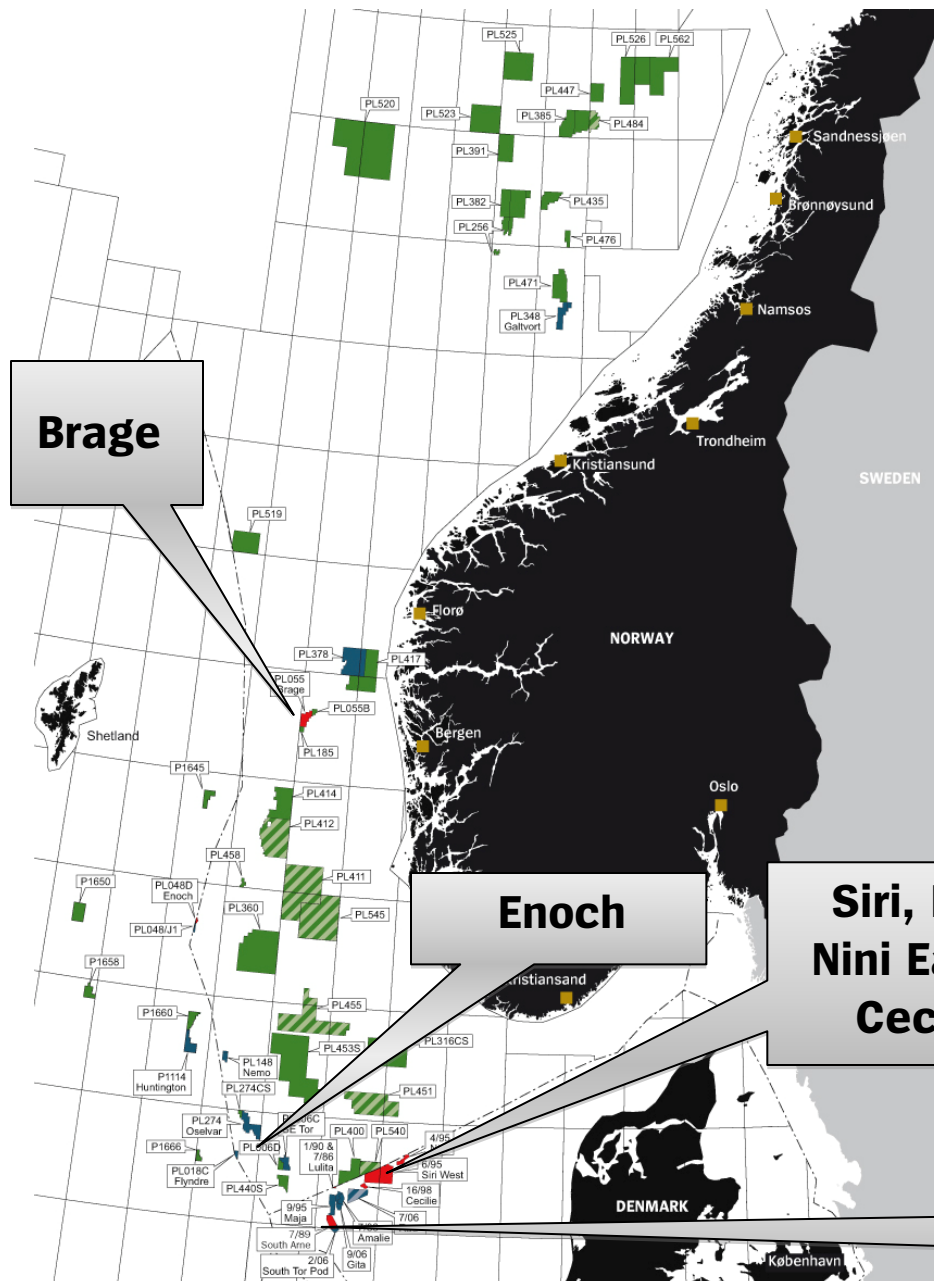 PL525
PL526
PL562
PL447
PL520
PL523
PL385
PL484
Sandnessjøen
PL391
PL382
PL435
Brønnøysund
PL256
PL476
PL471
PL348
Galtvort
Namsos
Brage
Trondheim
Kristiansund
SWEDEN
PL519
Florø
NORWAY
PL378
PL417
PL055
Brage
PL055B
PL185
Shetland
Bergen
P1645
PL414
Oslo
PL412
PL458
PL411
PL048D
Enoch
P1650
PL360
PL545
PL048/J1
Enoch
Siri,
Nini
P1658
PL455
P1660
PL453S
PL316CS
P1114
Huntington
PL148
Nemo
PL274CS
PL451
PL274
Oselvar
PL400
PL540
4/95
1/90 &
7/86
Lulita
P1666
PL006D
6/95
Siri West
PL018C
Flyndre
PL440S
16/98
Cecilie
9/95
Maja
7/06
DENMARK
Amalie
7/89
South Arne
9/06
Gita
2/06
South Tor Pod
København